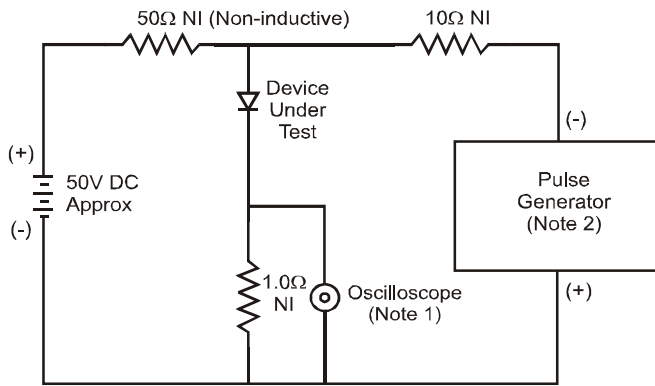 50Ω NI (Non-inductive)
10Ω NI
Device
Under
Test
(-)
(+)
50V DC
Approx
(-)
Pulse
Generator
(Note 2)
1.0Ω
NI
Oscilloscope
(Note 1)
(+)